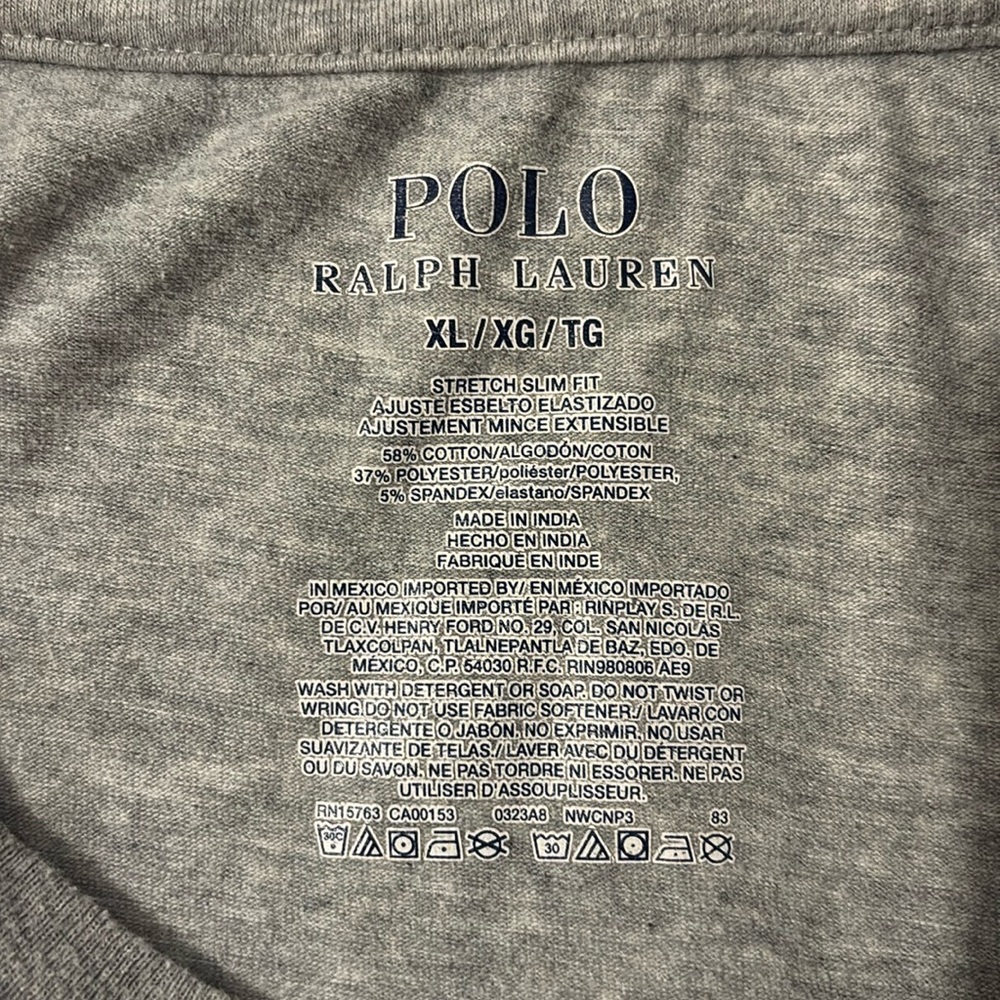 POLO
RALPH LAUREN
XL/XG/TG
STRETCH SLIM FIT
AJUSTE ESBELTO ELASTIZADO
AJUSTEMENT MINCE EXTENSIBLE
58% COTTON/ALGODÓN/COTON
37% POLYESTER/poliéster/POLYESTER,
5% SPANDEX/elastano/SPANDEX
MADE IN INDIA
HECHO EN INDIA
FABRIQUÉ EN INDE
IN MEXICO IMPORTED BY/ EN MÉXICO IMPORTADO
POR// AU MEXIQUE IMPORTÉ PAR : RINPLAY S. DE R.L.
DE C.V. HENRY FORD NO. 29, COL. SAN NICOLÁS
TLAXCOLPAN, TLALNEPANTLA DE BAZ, EDO. DE
MÉXICO, C.P. 54030 R.F.C. RIN980806 AE9
WASH WITH DETERGENT OR SOAP. DO NOT TWIST OR
WRING.DO NOT USE FABRIC SOFTENER./ LAVAR CON
DETERGENTE O JABÓN. NO EXPRIMIR. NO USAR
SUAVIZANTE DE TELAS./ LAVER AVEC DU DÉTERGENT
OU DU SAVON. NE PAS TORDRE NI ESSORER. NE PAS
UTILISER D'ASSOUPLISSEUR.
RN15763 CA00153 0323A8 NWCNP3 83
30C 30